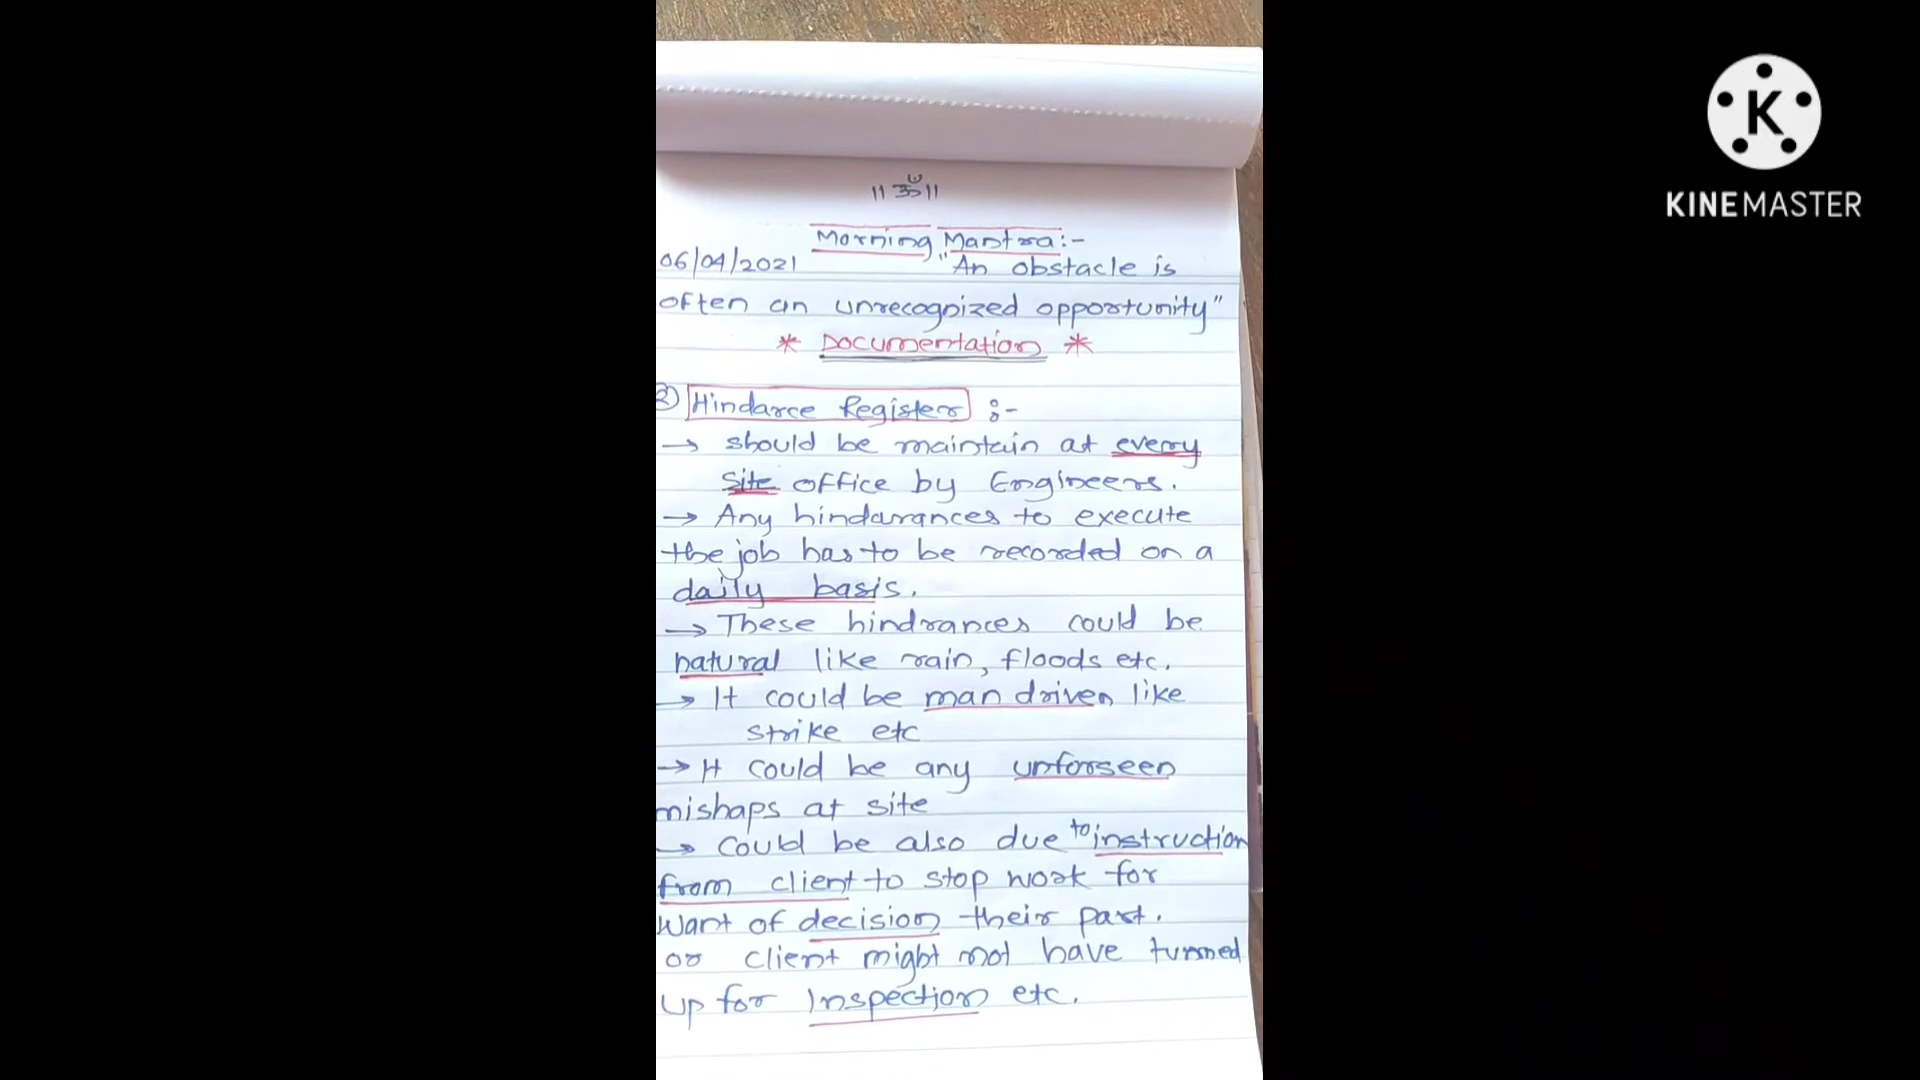 ॥ ॐ ॥
Morning Mantra:-
06/04/2021 "An obstacle is
often an unrecognized opportunity"
* Documentation *
2) Hindarce Register :-
→ should be maintain at every
site office by Engineers.
→ Any hindarances to execute
the job has to be recorded on a
daily basis.
→ These hindrances could be
natural like rain, floods etc.
→ It could be man driven like
strike etc
→ It could be any unforseen
mishaps at site
→ Could be also due to instruction
from client to stop work for
want of decision their part.
or client might not have turned
up for Inspection etc.
K
KINEMASTER